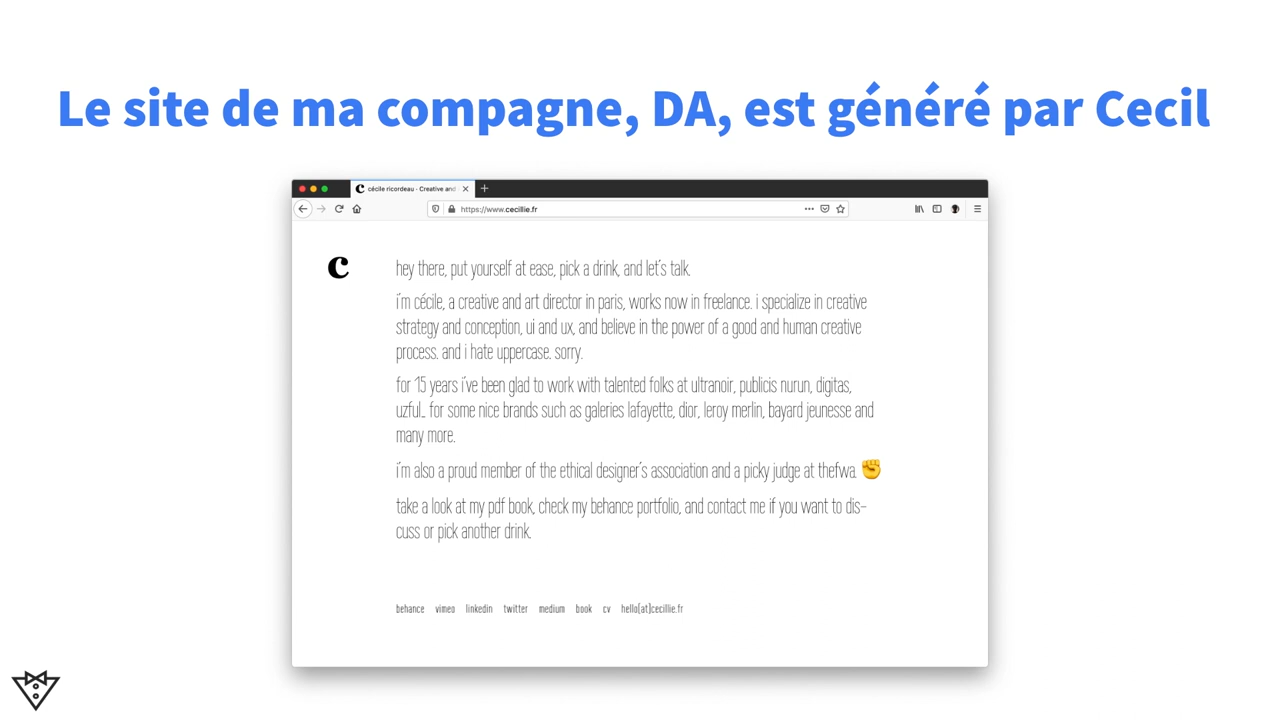 Le site de ma compagne, DA, est généré par Cecil
cécile ricordeau - Creative and
https://www.cecillie.fr
c
hey there, put yourself at ease, pick a drink, and let's talk.
i'm cécile, a creative and art director in paris, works now in freelance. i specialize in creative
strategy and conception, ui and ux, and believe in the power of a good and human creative
process. and i hate uppercase. sorry.
for 15 years i've been glad to work with talented folks at ultranoir, publicis nurun, digitas,
uzful... for some nice brands such as galeries lafayette, dior, leroy merlin, bayard jeunesse and
many more.
i'm also a proud member of the ethical designer's association and a picky judge at thefwa. ✊
take a look at my pdf book, check my behance portfolio, and contact me if you want to dis-
cuss or pick another drink.
behance vimeo linkedin twitter medium book cv hello[at]cecillie.fr